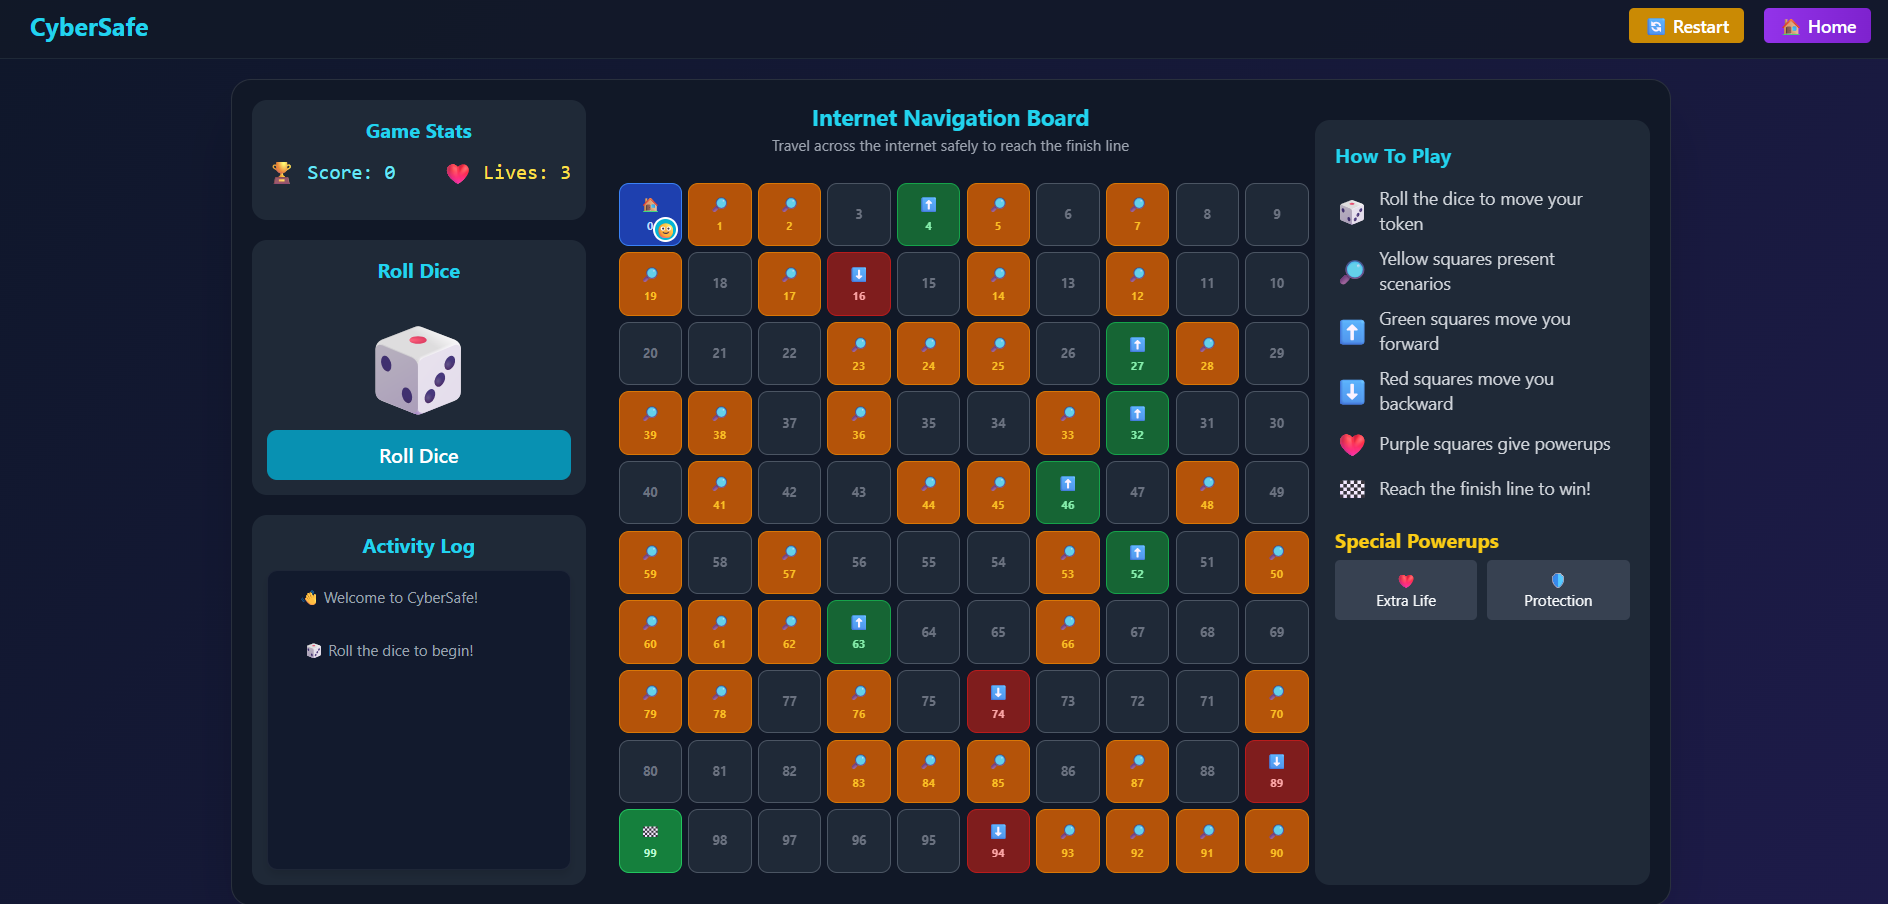 CyberSafe
Restart
Home
Game Stats
Score: 0
Lives: 3
Roll Dice
Roll Dice
Activity Log
Welcome to CyberSafe!
Roll the dice to begin!
Internet Navigation Board
Travel across the internet safely to reach the finish line
0 1 2 3 4 5 6 7 8 9
19 18 17 16 15 14 13 12 11 10
20 21 22 23 24 25 26 27 28 29
39 38 37 36 35 34 33 32 31 30
40 41 42 43 44 45 46 47 48 49
59 58 57 56 55 54 53 52 51 50
60 61 62 63 64 65 66 67 68 69
79 78 77 76 75 74 73 72 71 70
80 81 82 83 84 85 86 87 88 89
99 98 97 96 95 94 93 92 91 90
How To Play
Roll the dice to move your
token
Yellow squares present
scenarios
Green squares move you
forward
Red squares move you
backward
Purple squares give powerups
Reach the finish line to win!
Special Powerups
Extra Life
Protection